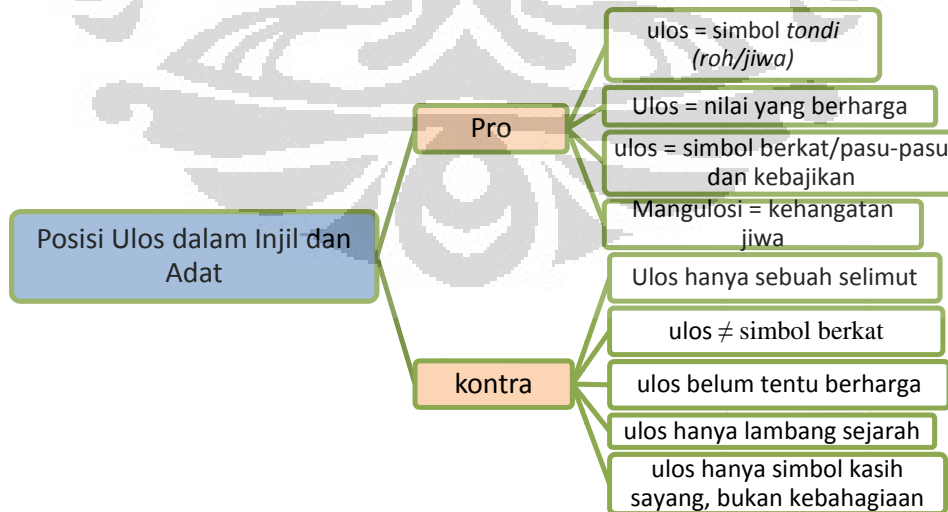 Posisi Ulos dalam Injil dan
Adat
Pro
ulos = simbol tondi
(roh/jiwa)
Ulos = nilai yang berharga
ulos = simbol berkat/pasu-pasu
dan kebajikan
Mangulosi = kehangatan
jiwa
kontra
Ulos hanya sebuah selimut
ulos ≠ simbol berkat
ulos belum tentu berharga
ulos hanya lambang sejarah
ulos hanya simbol kasih
sayang, bukan kebahagiaan